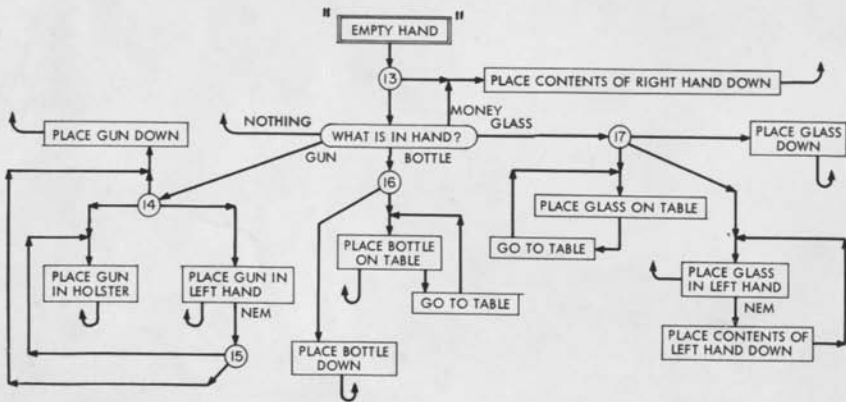 " EMPTY HAND "
13
PLACE CONTENTS OF RIGHT HAND DOWN
MONEY
NOTHING
WHAT IS IN HAND?
GLASS
GUN
BOTTLE
PLACE GUN DOWN
17
PLACE GLASS
DOWN
16
14
PLACE GLASS ON TABLE
PLACE BOTTLE
ON TABLE
GO TO TABLE
PLACE GUN
IN HOLSTER
PLACE GUN IN
LEFT HAND
NEM
GO TO TABLE
PLACE GLASS
IN LEFT HAND
NEM
PLACE CONTENTS OF
LEFT HAND DOWN
15
PLACE BOTTLE
DOWN